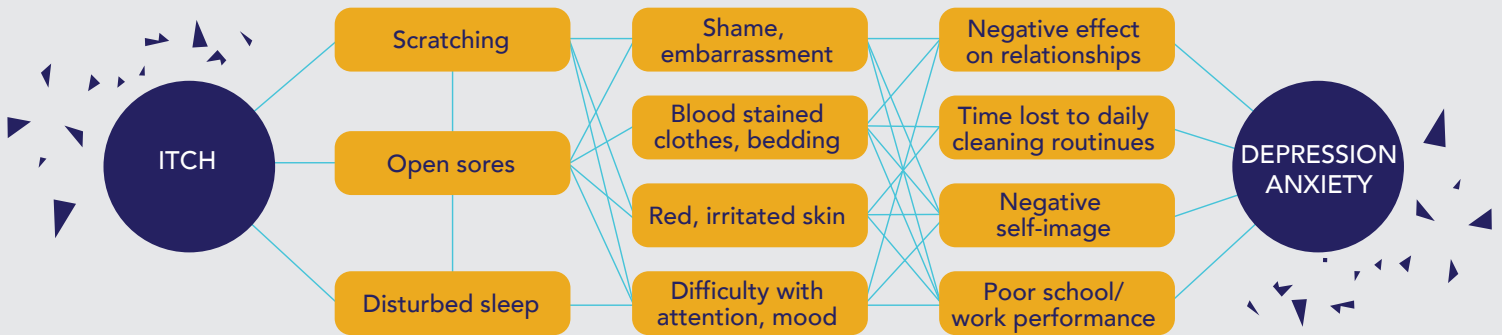 ITCH
Scratching
Open sores
Disturbed sleep
Shame,
embarrassment
Blood stained
clothes, bedding
Red, irritated skin
Difficulty with
attention, mood
Negative effect
on relationships
Time lost to daily
cleaning routinues
Negative
self-image
Poor school/
work performance
DEPRESSION
ANXIETY